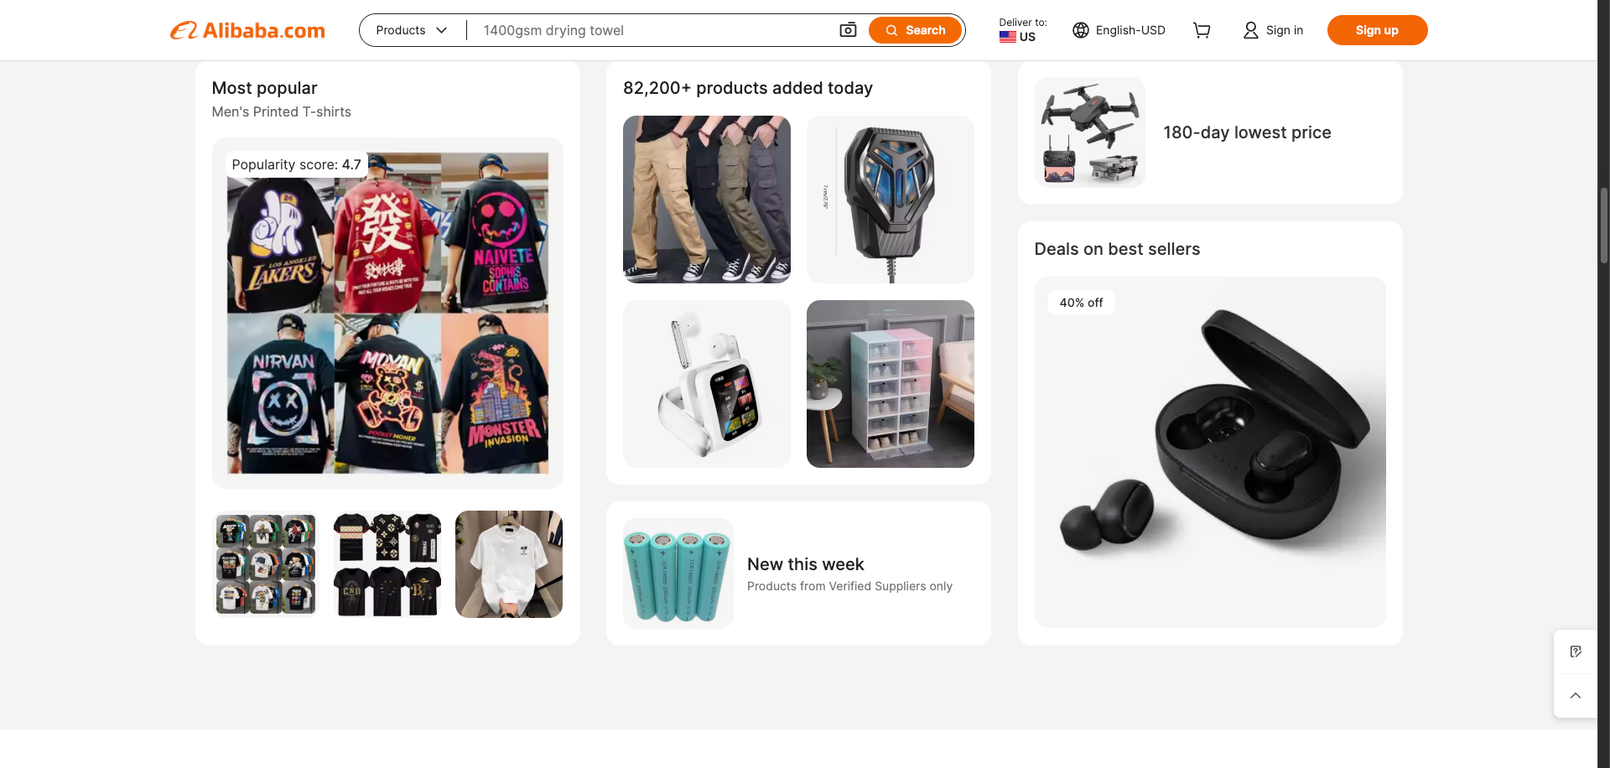 Alibaba.com
Products
1400gsm drying towel
Search
Deliver to:
US
English-USD
Sign in
Sign up
Most popular
Men's Printed T-shirts
Popularity score: 4.7
LOS ANGELES
LAKERS
發
NAIVETE
SOPHIS
CONTAINS
NIRVAN
MOYAN
POCKET MONER
MONSTER
INVASION
82,200+ products added today
New this week
Products from Verified Suppliers only
180-day lowest price
Deals on best sellers
40% off